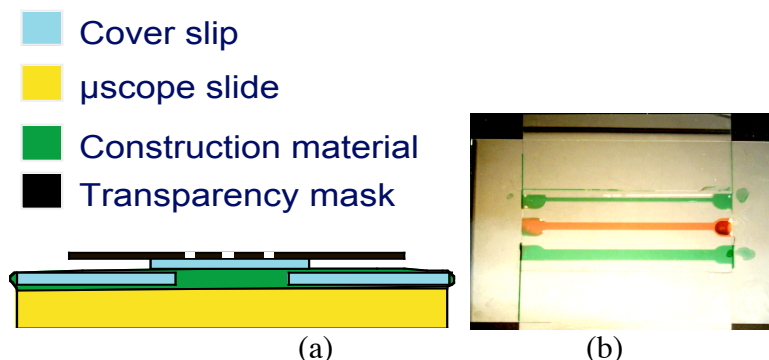 Cover slip
µscope slide
Construction material
Transparency mask
(a)
(b)